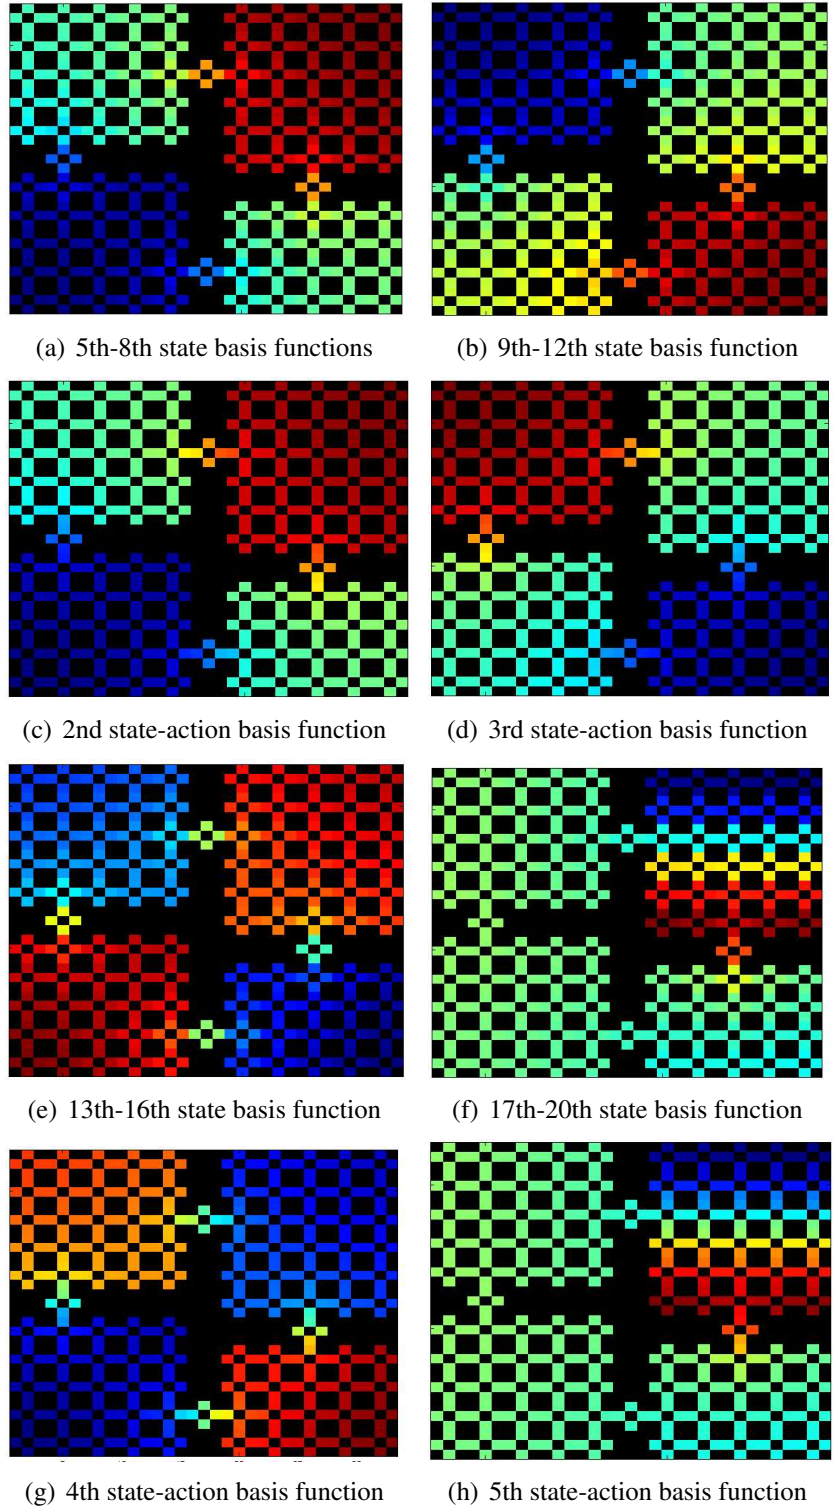 (a) 5th-8th state basis functions
(b) 9th-12th state basis function
(c) 2nd state-action basis function
(d) 3rd state-action basis function
(e) 13th-16th state basis function
(f) 17th-20th state basis function
(g) 4th state-action basis function
(h) 5th state-action basis function